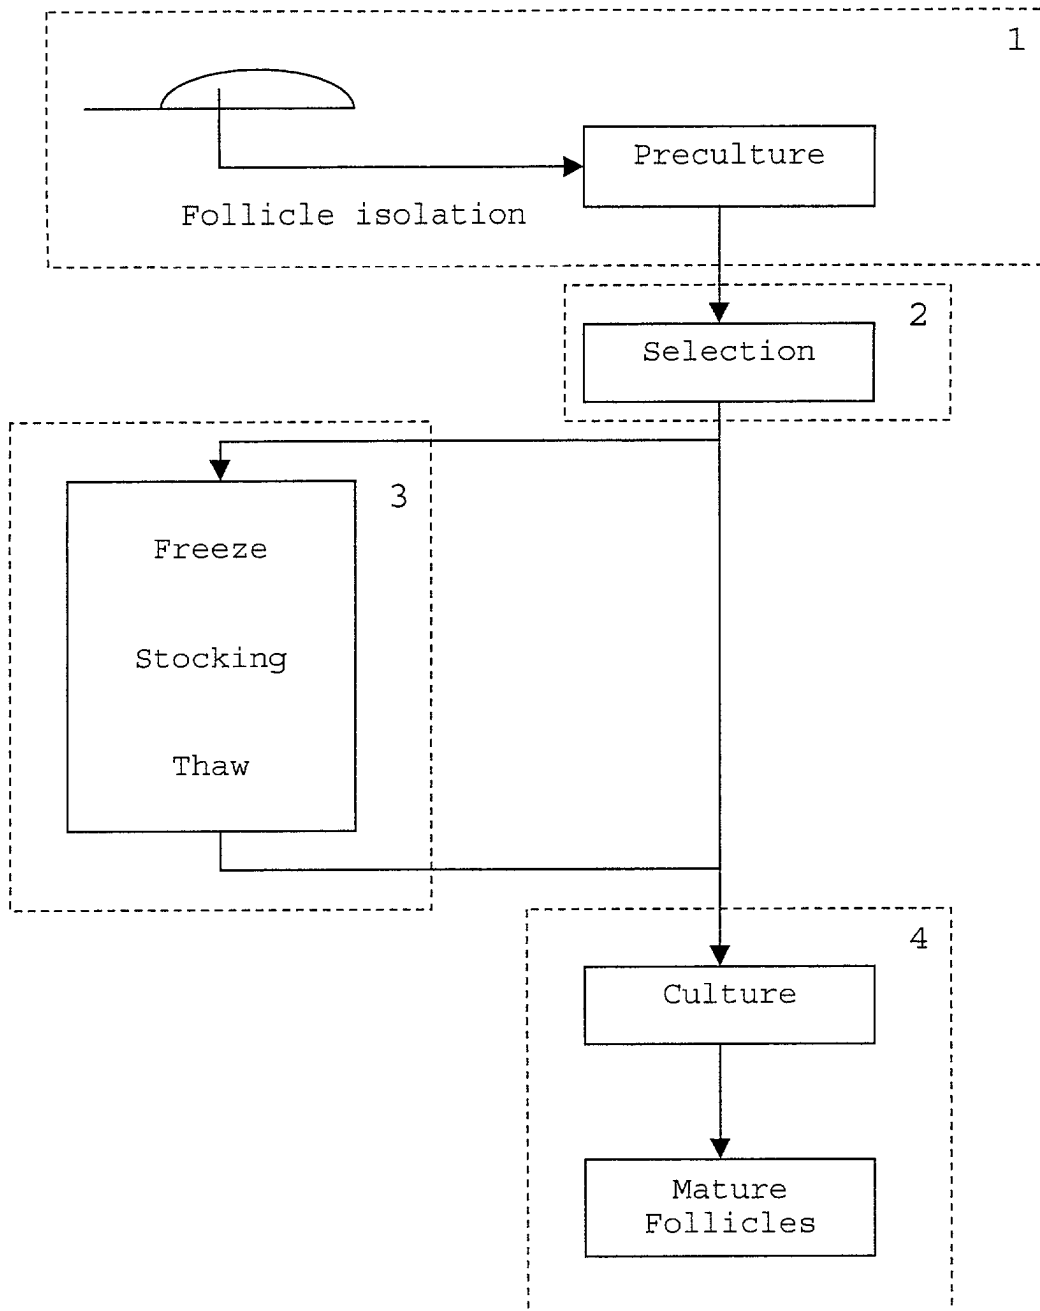 1
Preculture
Follicle isolation
2
Selection
3
Freeze
Stocking
Thaw
4
Culture
Mature
Follicles